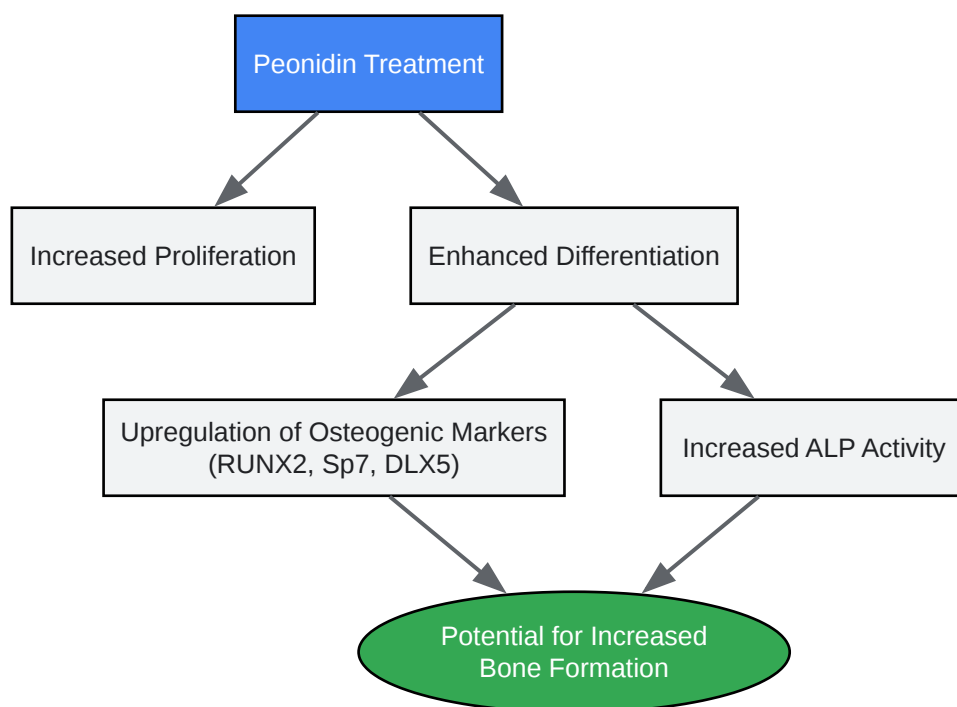 Peonidin Treatment
Increased Proliferation
Enhanced Differentiation
Upregulation of Osteogenic Markers
(RUNX2, Sp7, DLX5)
Increased ALP Activity
Potential for Increased
Bone Formation